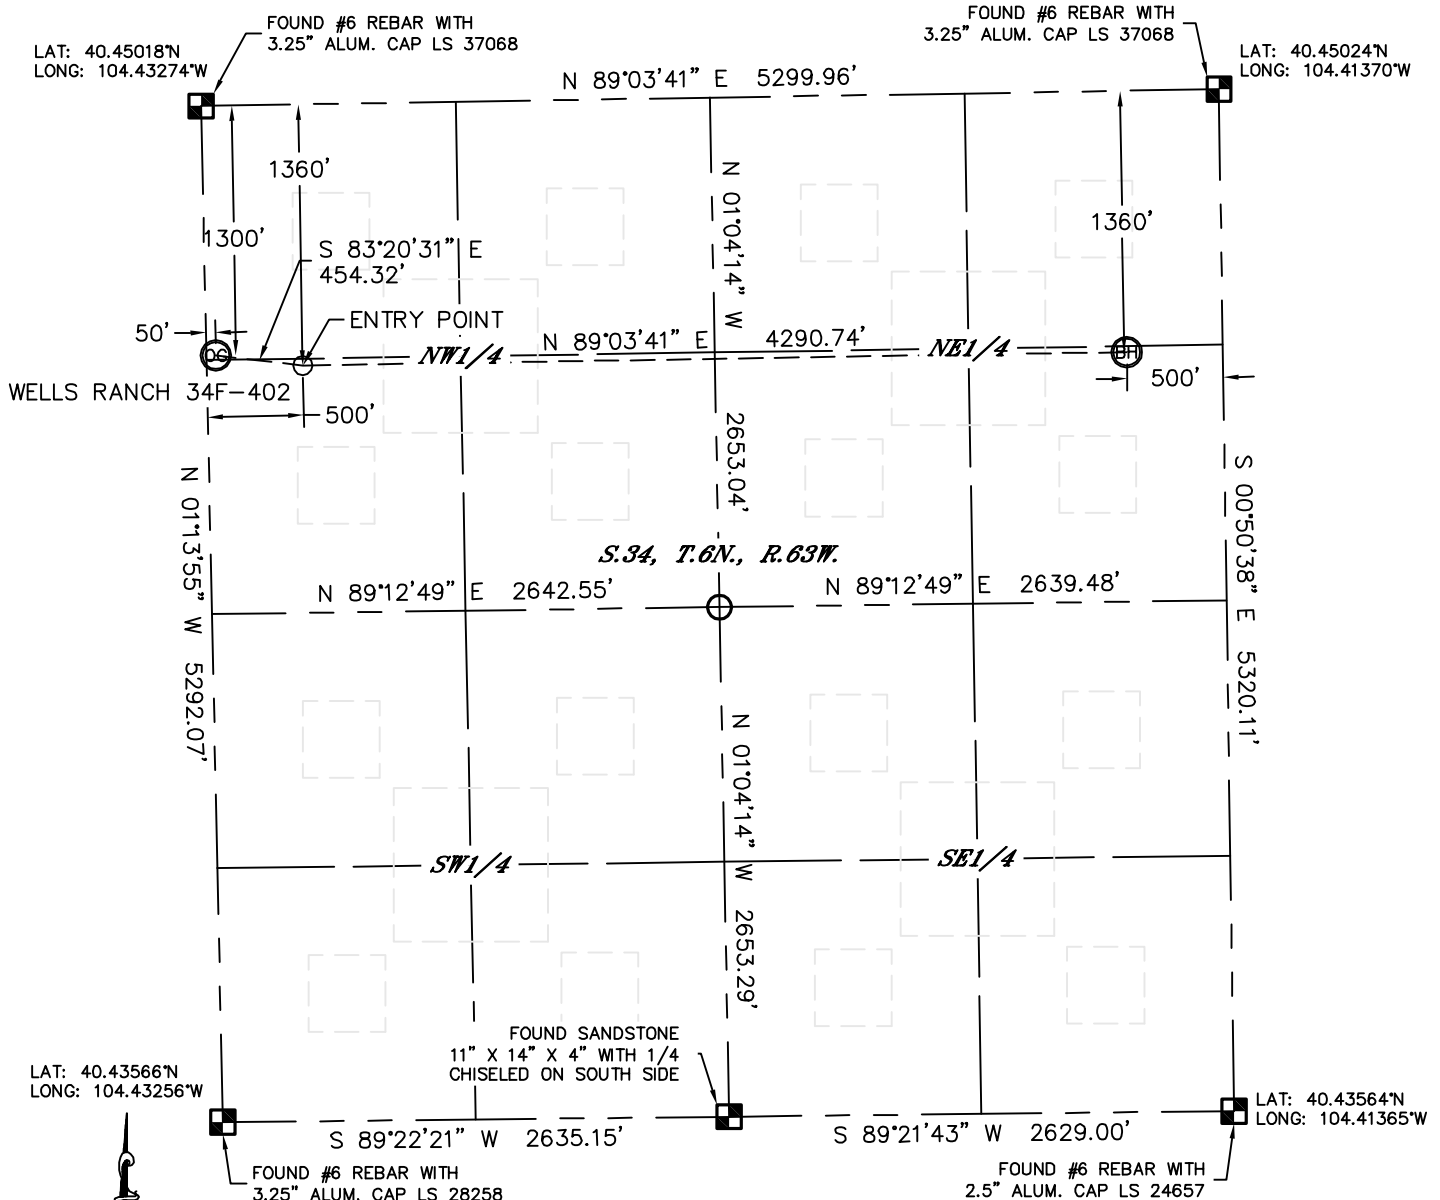 FOUND #6 REBAR WITH
3.25" ALUM. CAP LS 37068
LAT: 40.45018°N
LONG: 104.43274°W
FOUND #6 REBAR WITH
3.25" ALUM. CAP LS 37068
LAT: 40.45024°N
LONG: 104.41370°W
N 89°03'41" E 5299.96'
1360'
1300'
S 83°20'31" E
454.32'
N 01°04'14" W 2653.04'
1360'
50'
ENTRY POINT
OG
NW1/4
N 89°03'41" E 4290.74'
NE1/4
BH
WELLS RANCH 34F-402
500'
500'
N 01°13'55" W 5292.07'
S 00°50'38" E 5320.11'
S.34, T.6N., R.63W.
N 89°12'49" E 2642.55'
N 89°12'49" E 2639.48'
N 01°04'14" W 2653.29'
SW1/4
SE1/4
FOUND SANDSTONE
11" X 14" X 4" WITH 1/4
CHISELED ON SOUTH SIDE
LAT: 40.43566°N
LONG: 104.43256°W
LAT: 40.43564°N
LONG: 104.41365°W
S 89°22'21" W 2635.15'
S 89°21'43" W 2629.00'
FOUND #6 REBAR WITH
3.25" ALUM. CAP LS 28258
FOUND #6 REBAR WITH
2.5" ALUM. CAP LS 24657